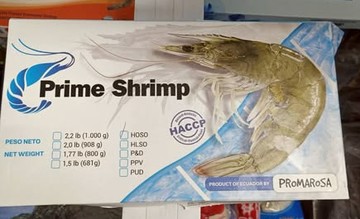 Prime Shrimp
PESO NETO
NET WEIGHT
2,2 lb (1.000 g)
2,0 lb (908 g)
1,77 lb (800 g)
1,5 lb (681g)
HOSO
HLSO
P&D
PPV
PUD
HACCP
PRODUCT OF ECUADOR BY
PROMAROSA